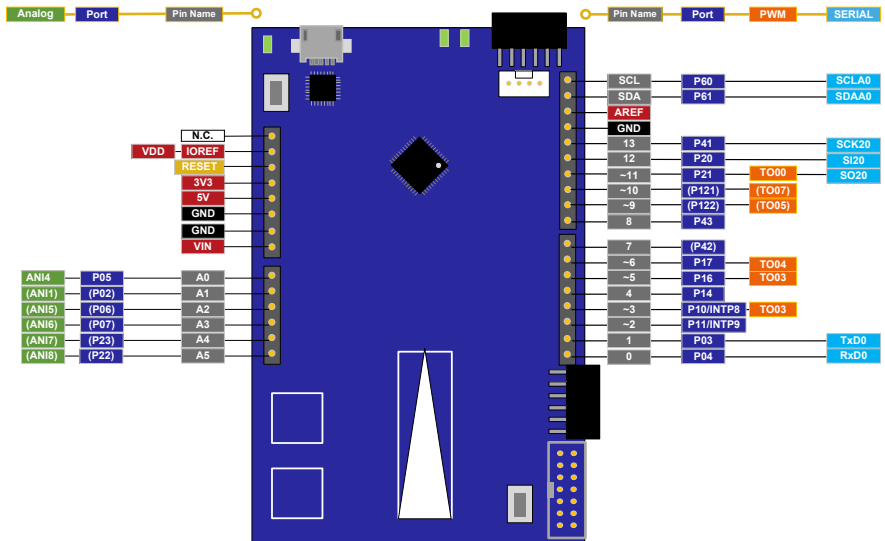 Analog Port Pin Name Pin Name Port PWM SERIAL
SCL P60 SCLA0
SDA P61 SDAA0
AREF
GND
13 P41 SCK20
12 P20 SI20
~11 P21 TO00 SO20
~10 (P121) (TO07)
~9 (P122) (TO05)
8 P43
N.C.
VDD IOREF
RESET
3V3
5V
GND
GND
VIN
7 (P42)
~6 P17 TO04
~5 P16 TO03
4 P14
~3 P10/INTP8 TO03
~2 P11/INTP9
1 P03 TxD0
0 P04 RxD0
ANI4 P05 A0
(ANI1) (P02) A1
(ANI5) (P06) A2
(ANI6) (P07) A3
(ANI7) (P23) A4
(ANI8) (P22) A5